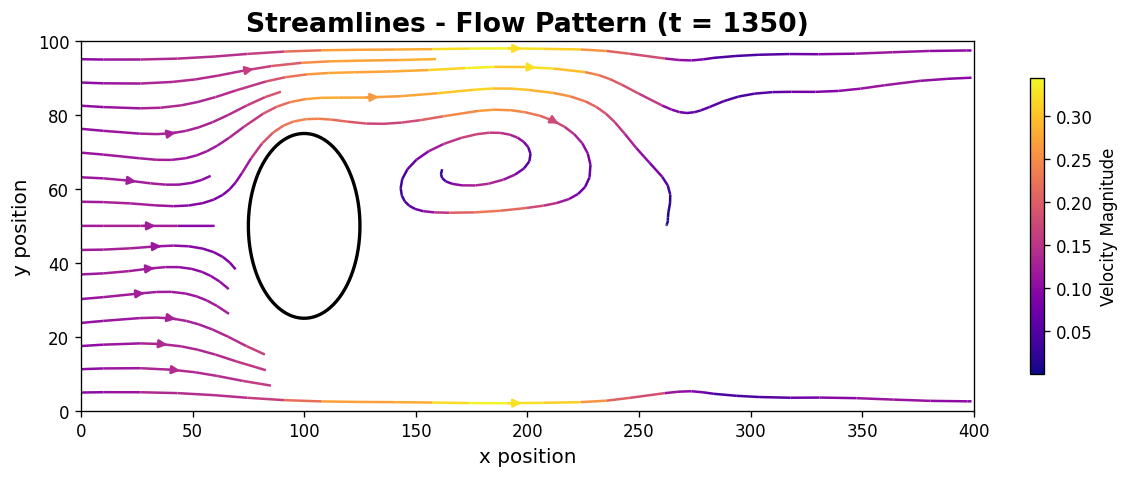 Streamlines - Flow Pattern (t = 1350)
100
80
60
40
20
0
y position
0 50 100 150 200 250 300 350 400
x position
0.30
0.25
0.20
0.15
0.10
0.05
Velocity Magnitude